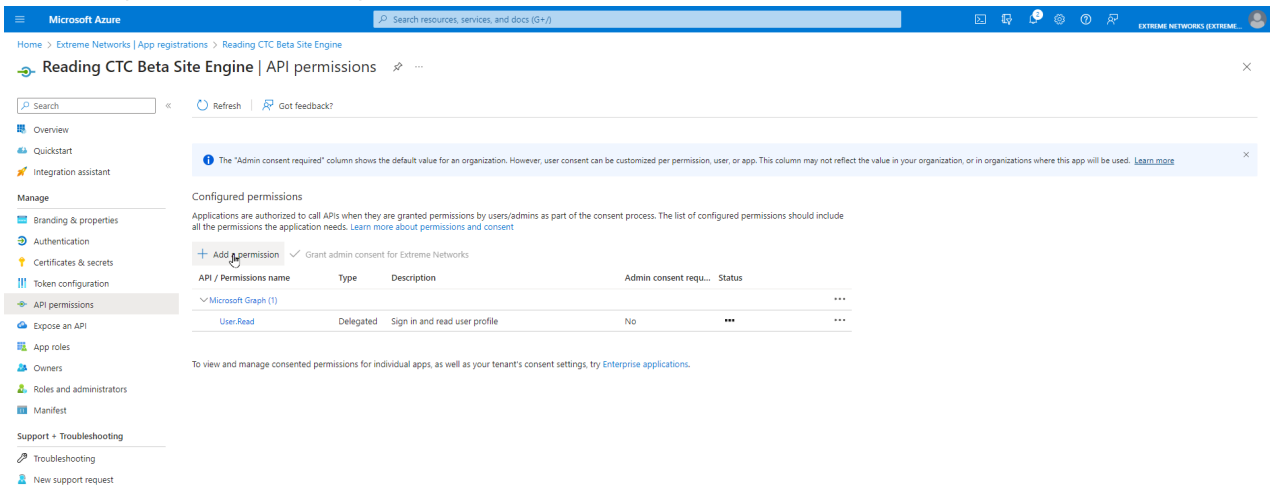 Microsoft Azure
Search resources, services, and docs (G+/)
2
EXTREME NETWORKS (EXTREME...
Home > Extreme Networks | App registrations > Reading CTC Beta Site Engine
Reading CTC Beta Site Engine | API permissions
Search
Refresh
Got feedback?
Overview
Quickstart
Integration assistant
Manage
Branding & properties
Authentication
Certificates & secrets
Token configuration
API permissions
Expose an API
App roles
Owners
Roles and administrators
Manifest
Support + Troubleshooting
Troubleshooting
New support request
The "Admin consent required" column shows the default value for an organization. However, user consent can be customized per permission, user, or app. This column may not reflect the value in your organization, or in organizations where this app will be used. Learn more
Configured permissions
Applications are authorized to call APIs when they are granted permissions by users/admins as part of the consent process. The list of configured permissions should include
all the permissions the application needs. Learn more about permissions and consent
Add a permission Grant admin consent for Extreme Networks
API / Permissions name Type Description Admin consent requ... Status
Microsoft Graph (1)
User.Read Delegated Sign in and read user profile No
To view and manage consented permissions for individual apps, as well as your tenant's consent settings, try Enterprise applications.